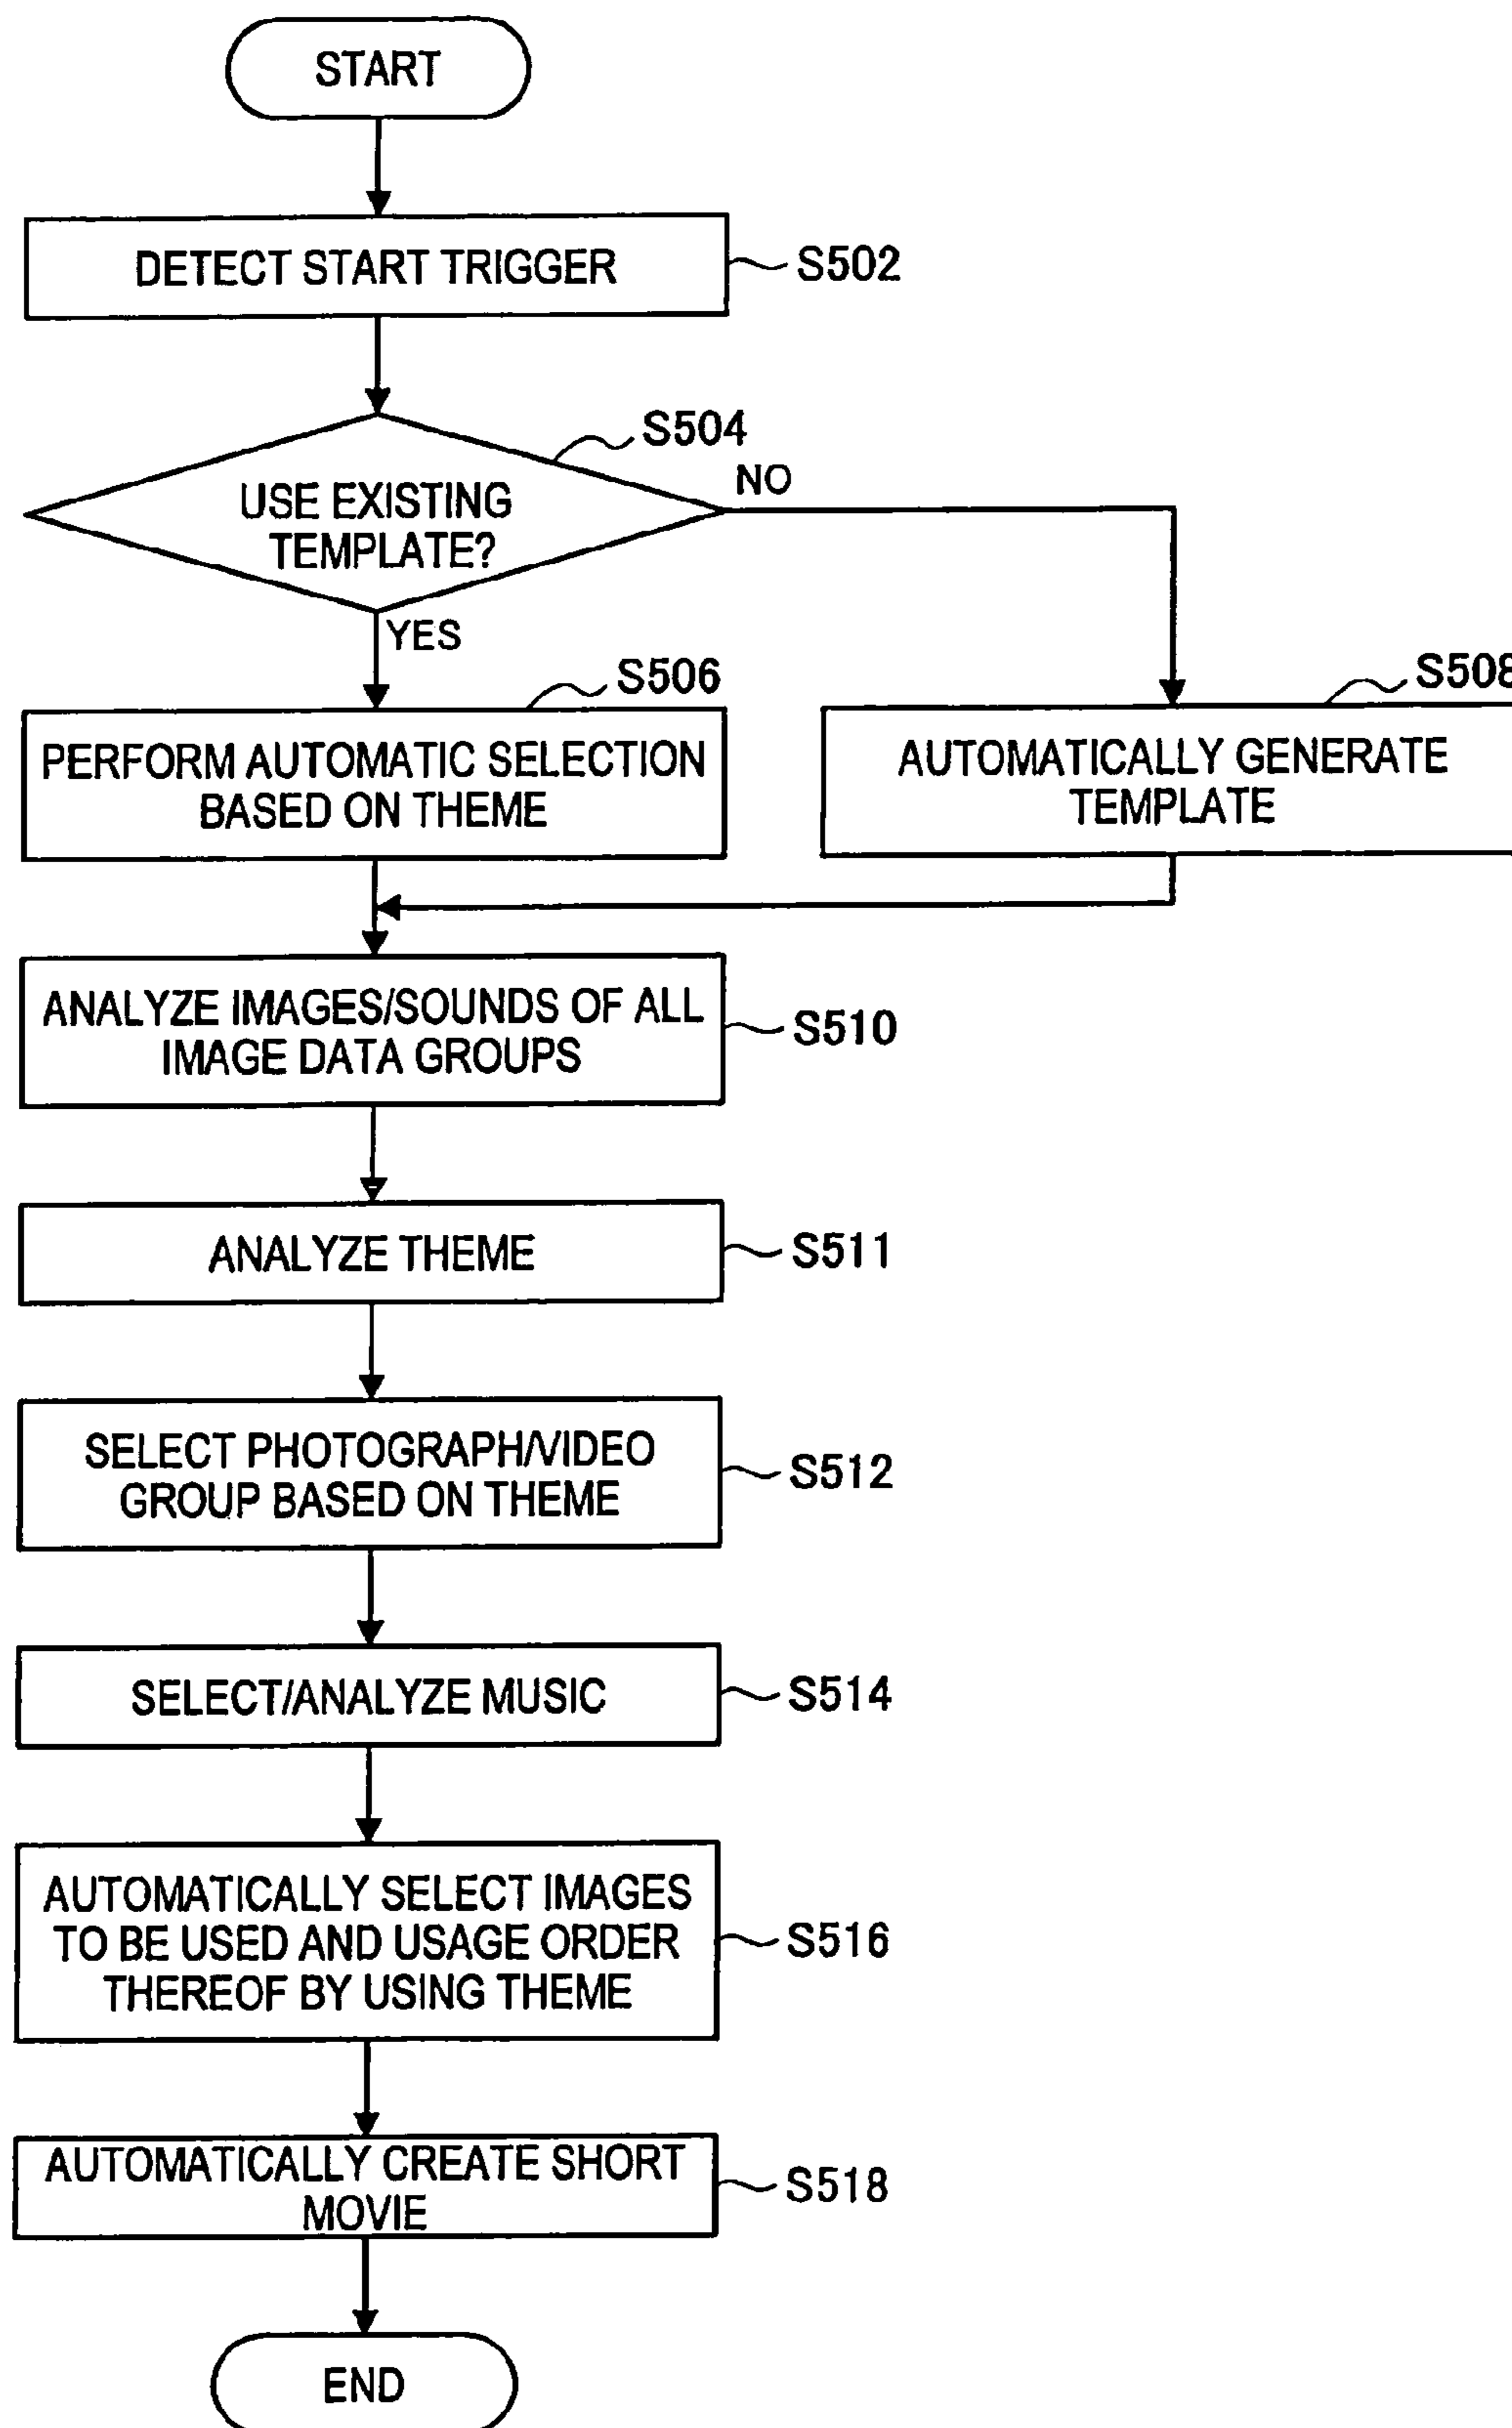 START
DETECT START TRIGGER
S502
S504
USE EXISTING
TEMPLATE?
NO
YES
S506
PERFORM AUTOMATIC SELECTION
BASED ON THEME
S508
AUTOMATICALLY GENERATE
TEMPLATE
ANALYZE IMAGES/SOUNDS OF ALL
IMAGE DATA GROUPS
S510
ANALYZE THEME
S511
SELECT PHOTOGRAPH/VIDEO
GROUP BASED ON THEME
S512
SELECT/ANALYZE MUSIC
S514
AUTOMATICALLY SELECT IMAGES
TO BE USED AND USAGE ORDER
THEREOF BY USING THEME
S516
AUTOMATICALLY CREATE SHORT
MOVIE
S518
END